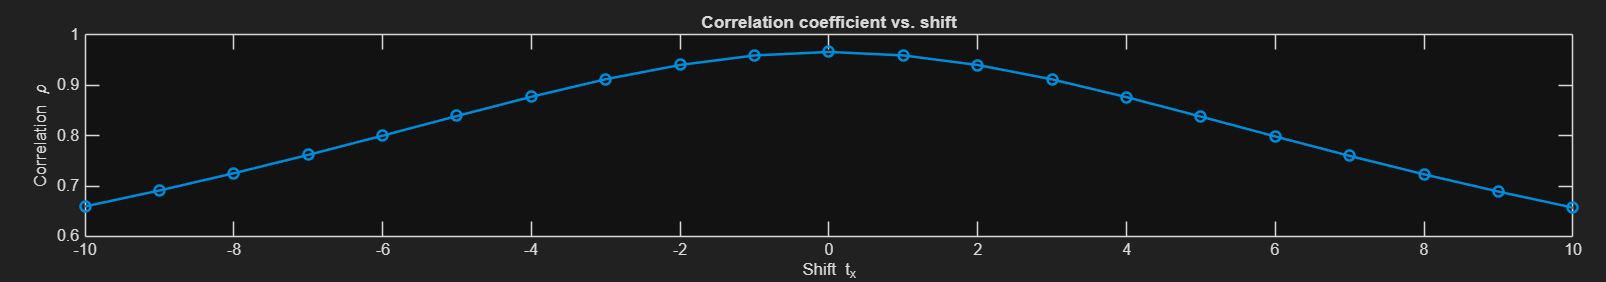 Correlation coefficient vs. shift
1
0.9
0.8
0.7
0.6
Correlation ρ
-10 -8 -6 -4 -2 0 2 4 6 8 10
Shift tx